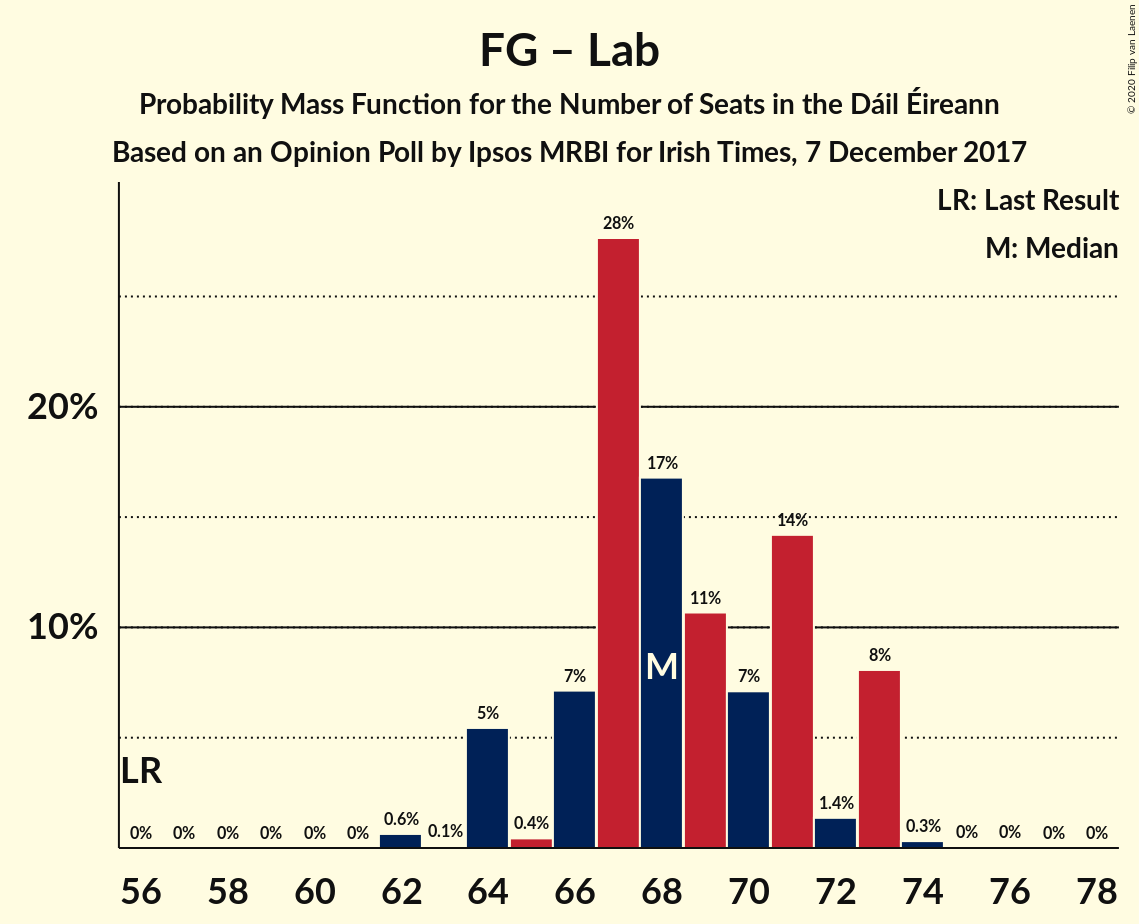 FG – Lab
Probability Mass Function for the Number of Seats in the Dáil Éireann
Based on an Opinion Poll by Ipsos MRBI for Irish Times, 7 December 2017
© 2020 Filip van Laenen
LR: Last Result
M: Median
20%
10%
LR
M
0%
0%
0%
0%
0%
0%
0.6%
0.1%
5%
0.4%
7%
28%
17%
11%
7%
14%
1.4%
8%
0.3%
0%
0%
0%
0%
56 58 60 62 64 66 68 70 72 74 76 78